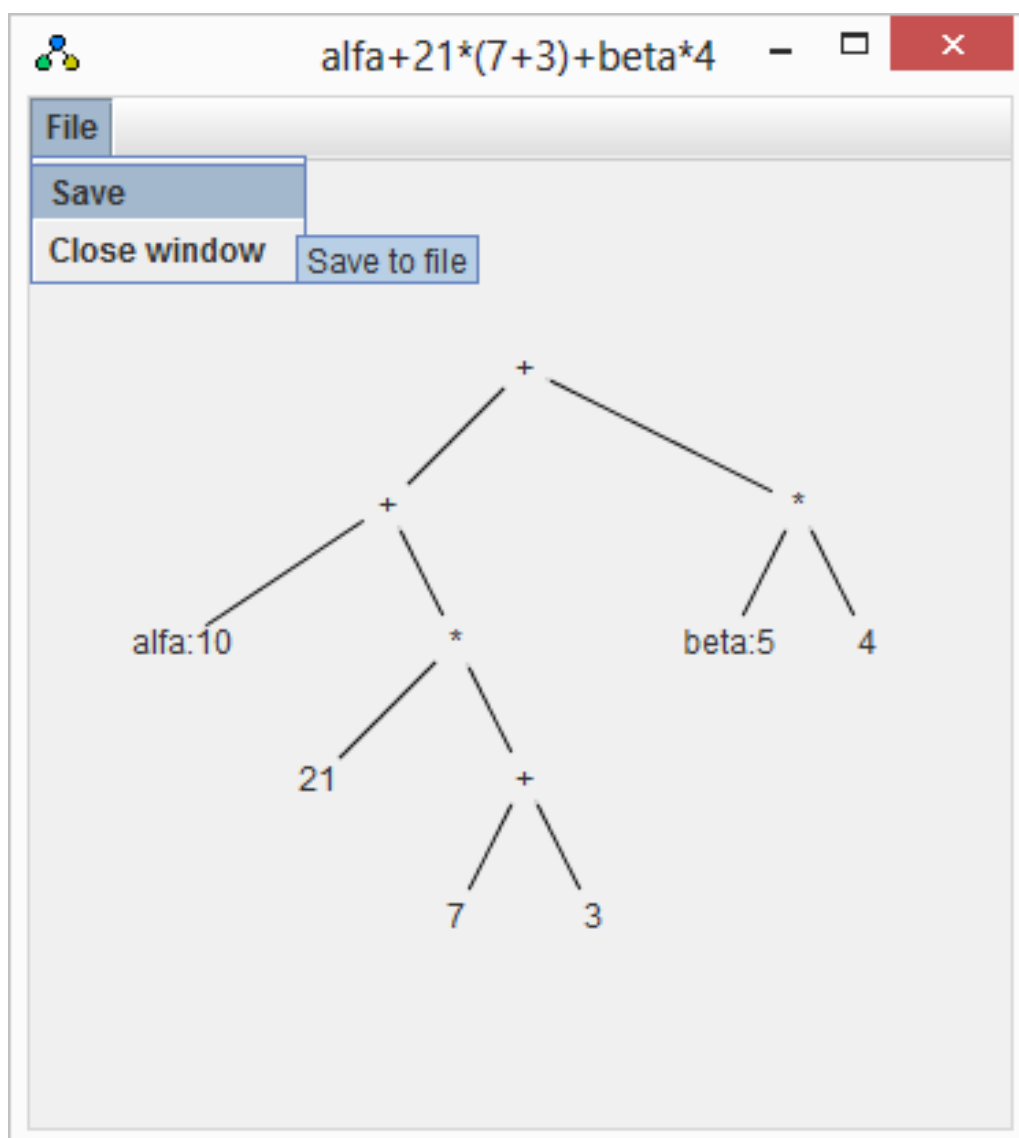 alfa+21*(7+3)+beta*4
File
Save
Close window
Save to file
+
+ *
alfa:10 * beta:5 4
21 +
7 3